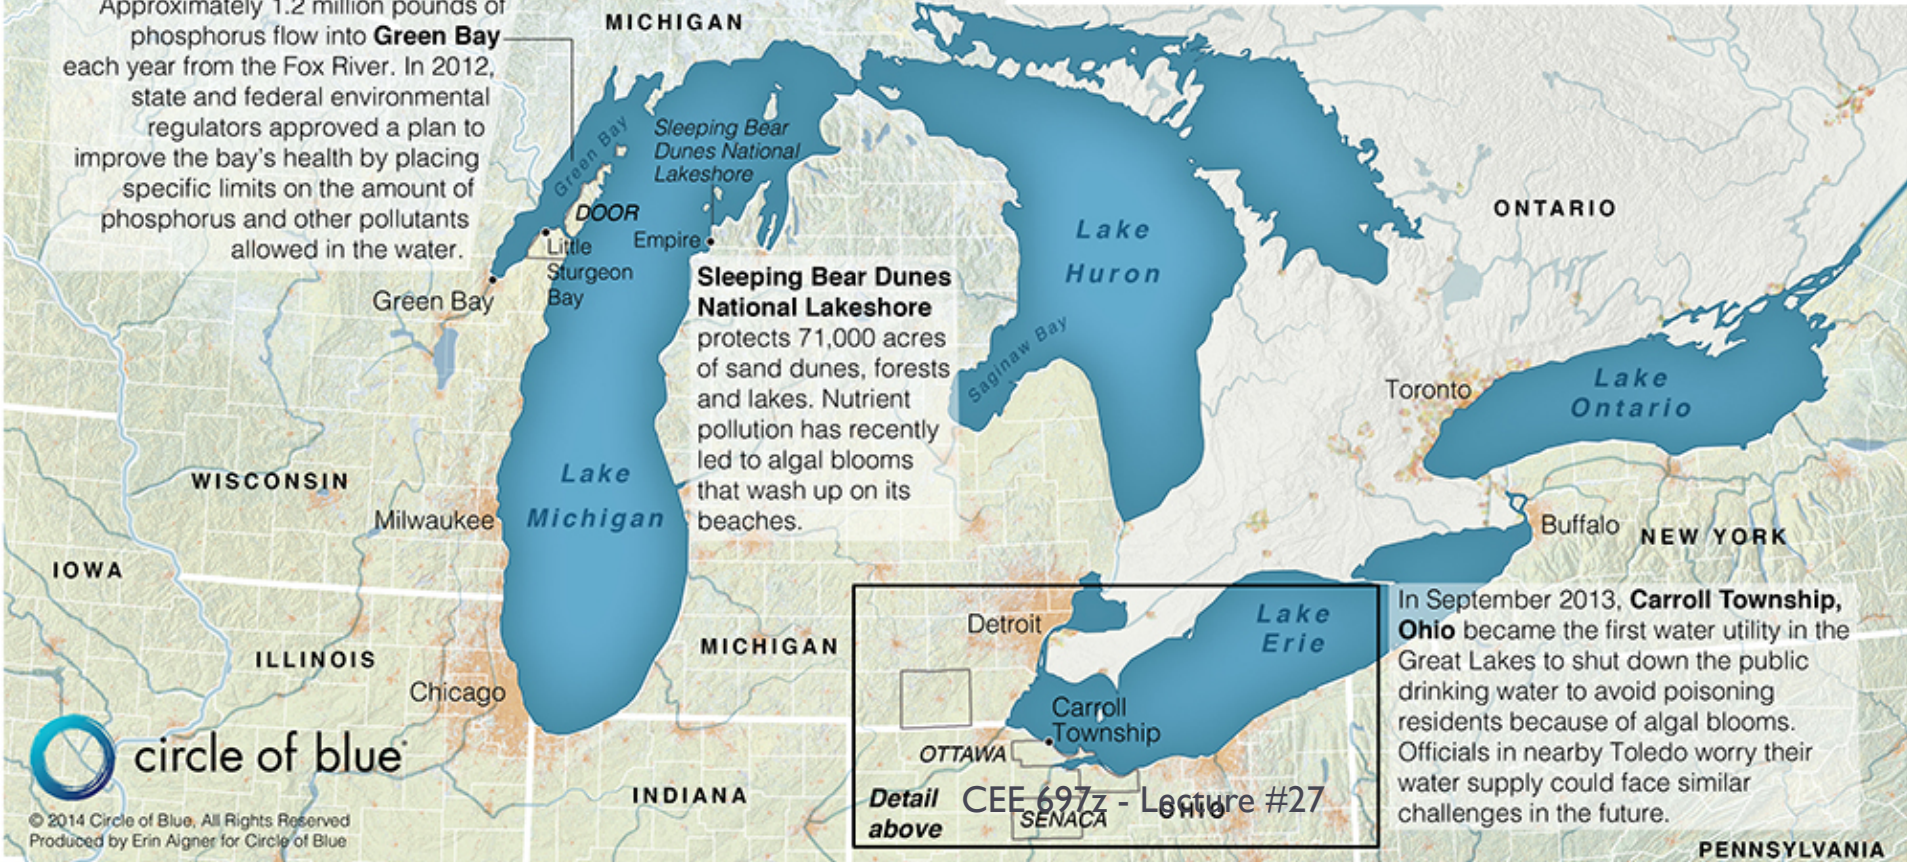 Approximately 1.2 million pounds of
phosphorus flow into Green Bay
each year from the Fox River. In 2012,
state and federal environmental
regulators approved a plan to
improve the bay's health by placing
specific limits on the amount of
phosphorus and other pollutants
allowed in the water.
MICHIGAN
Green Bay
Sleeping Bear
Dunes National
Lakeshore
DOOR
Little
Sturgeon
Bay
Empire
Green Bay
Sleeping Bear Dunes
National Lakeshore
protects 71,000 acres
of sand dunes, forests
and lakes. Nutrient
pollution has recently
led to algal blooms
that wash up on its
beaches.
Lake
Huron
Saginaw Bay
ONTARIO
Toronto
Lake
Ontario
WISCONSIN
Milwaukee
Lake
Michigan
Buffalo
NEW YORK
IOWA
ILLINOIS
Chicago
MICHIGAN
Detroit
Lake
Erie
Carroll
Township
OTTAWA
SENACA
OHIO
Detail
above
CEE 697z - Lecture #27
In September 2013, Carroll Township,
Ohio became the first water utility in the
Great Lakes to shut down the public
drinking water to avoid poisoning
residents because of algal blooms.
Officials in nearby Toledo worry their
water supply could face similar
challenges in the future.
INDIANA
PENNSYLVANIA
circle of blue
© 2014 Circle of Blue, All Rights Reserved
Produced by Erin Aigner for Circle of Blue